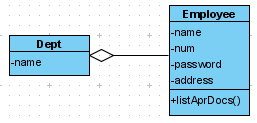 Dept
-name
Employee
-name
-num
-password
-address
+listAprDocs()